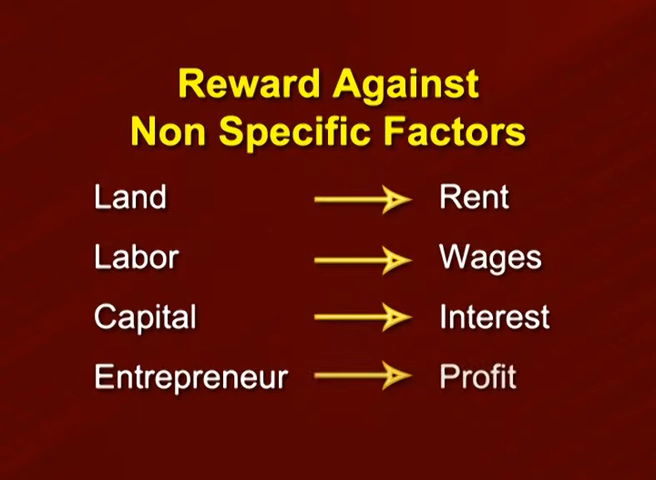 Reward Against
Non Specific Factors
Land Rent
Labor Wages
Capital Interest
Entrepreneur Profit